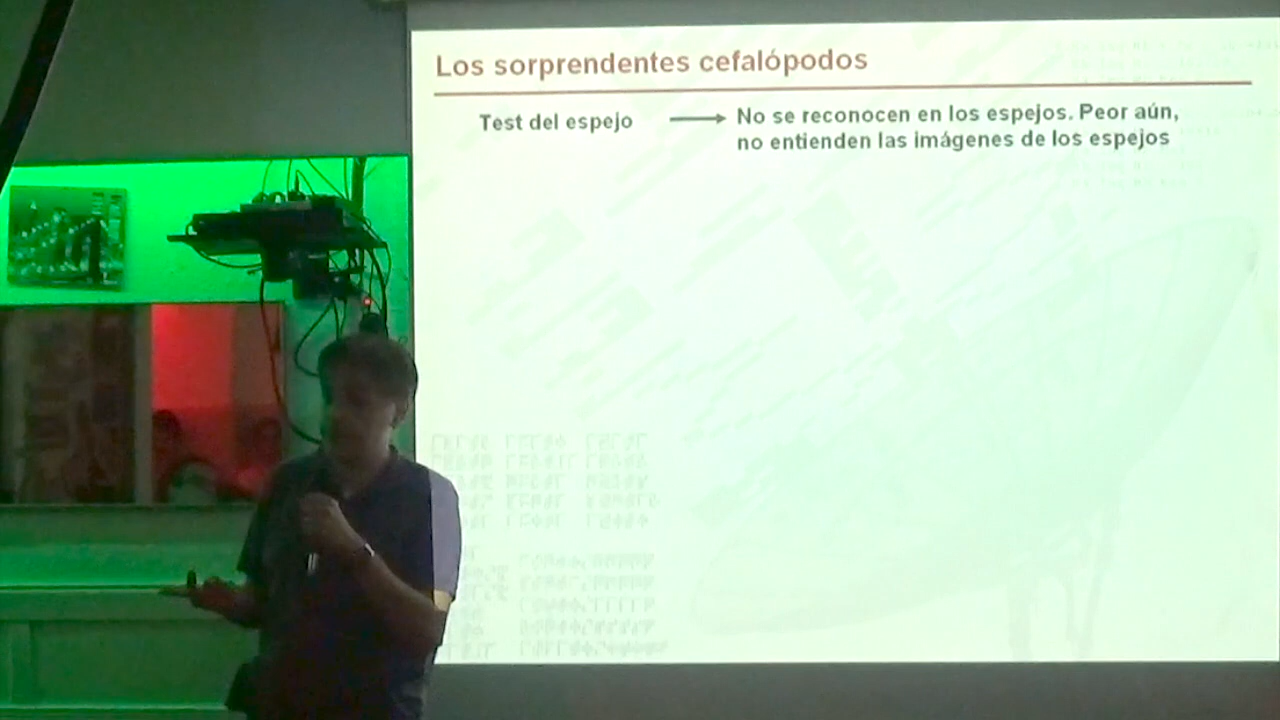 Los sorprendentes cefalópodos
Test del espejo
No se reconocen en los espejos. Peor aún,
no entienden las imágenes de los espejos